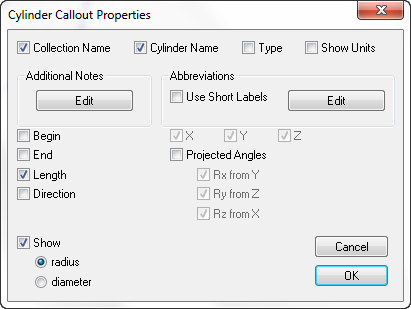 Cylinder Callout Properties
Collection Name Cylinder Name Type Show Units
Additional Notes Abbreviations
Edit Use Short Labels Edit
Begin X Y Z
End Projected Angles
Length Rx from Y
Direction Ry from Z
Rz from X
Show Cancel
radius
diameter OK